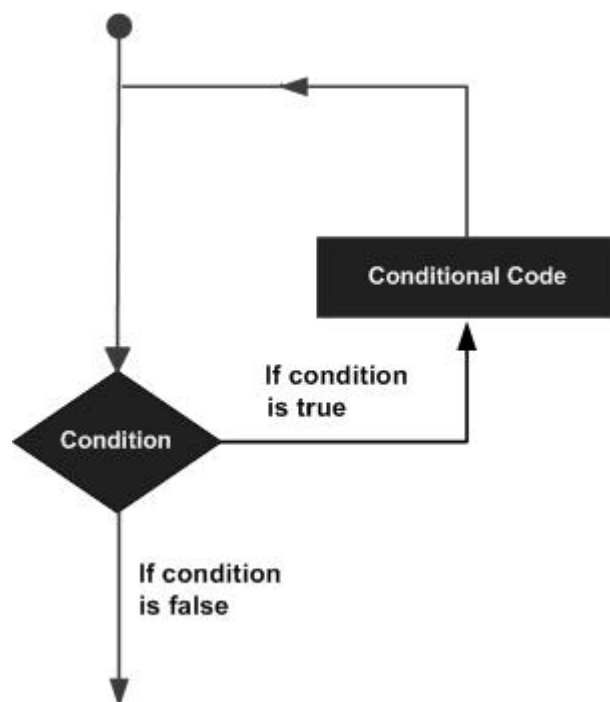 Conditional Code
If condition
is true
Condition
If condition
is false